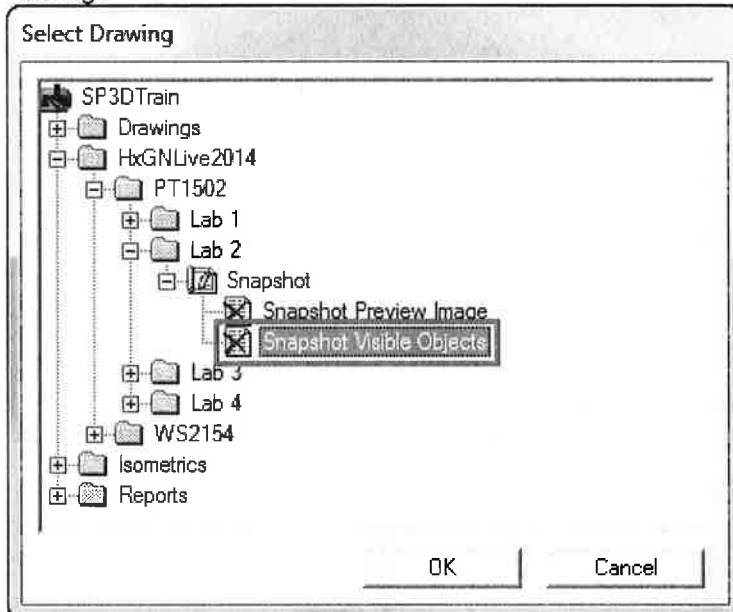 Select Drawing
SP3DTrain
Drawings
HxGNLive2014
PT1502
Lab 1
Lab 2
Snapshot
Snapshot Preview Image
Snapshot Visible Objects
Lab 3
Lab 4
WS2154
Isometrics
Reports
OK Cancel